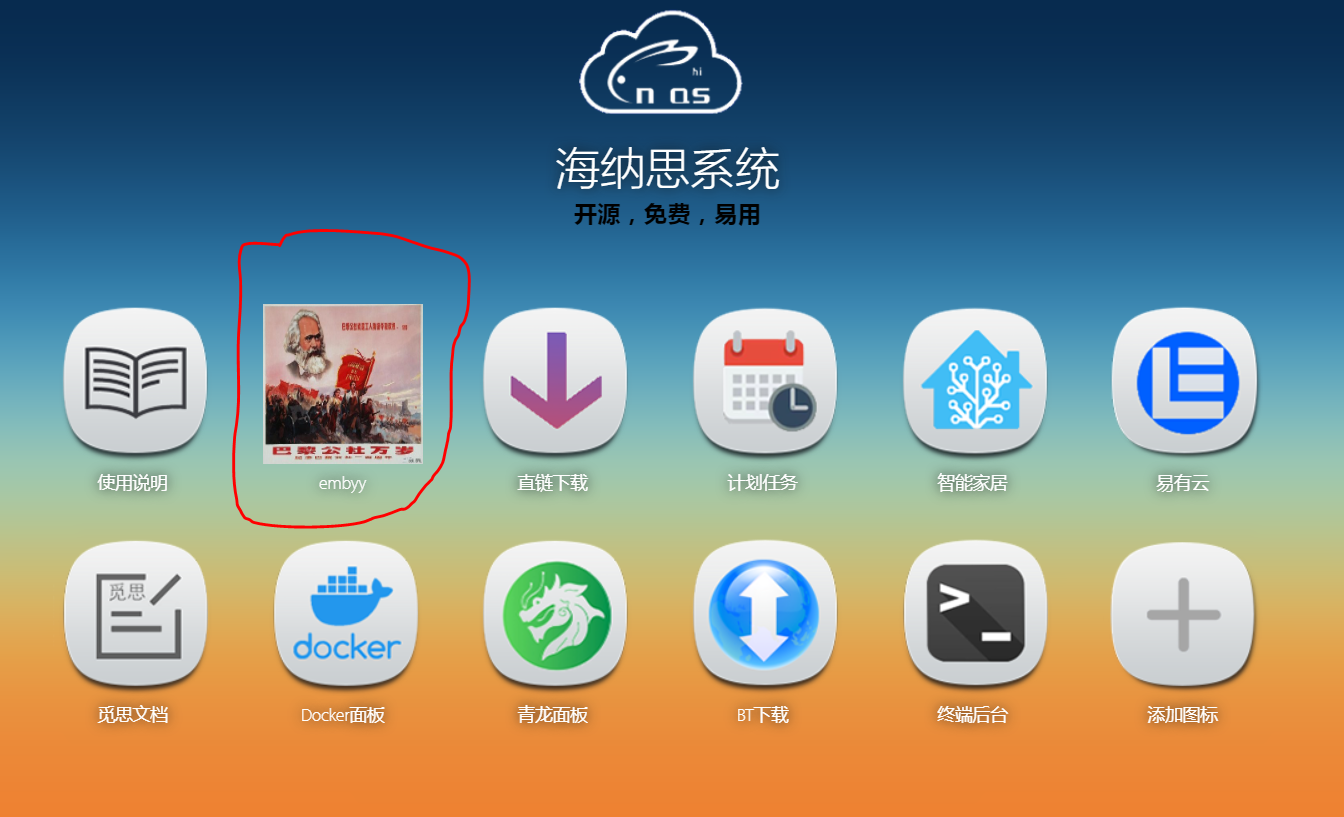 hi
nas
海纳思系统
开源，免费，易用
巴黎公社万岁
使用说明
embyy
直链下载
计划任务
智能家居
易有云
觅思
docker
觅思文档
Docker面板
青龙面板
BT下载
终端后台
添加图标